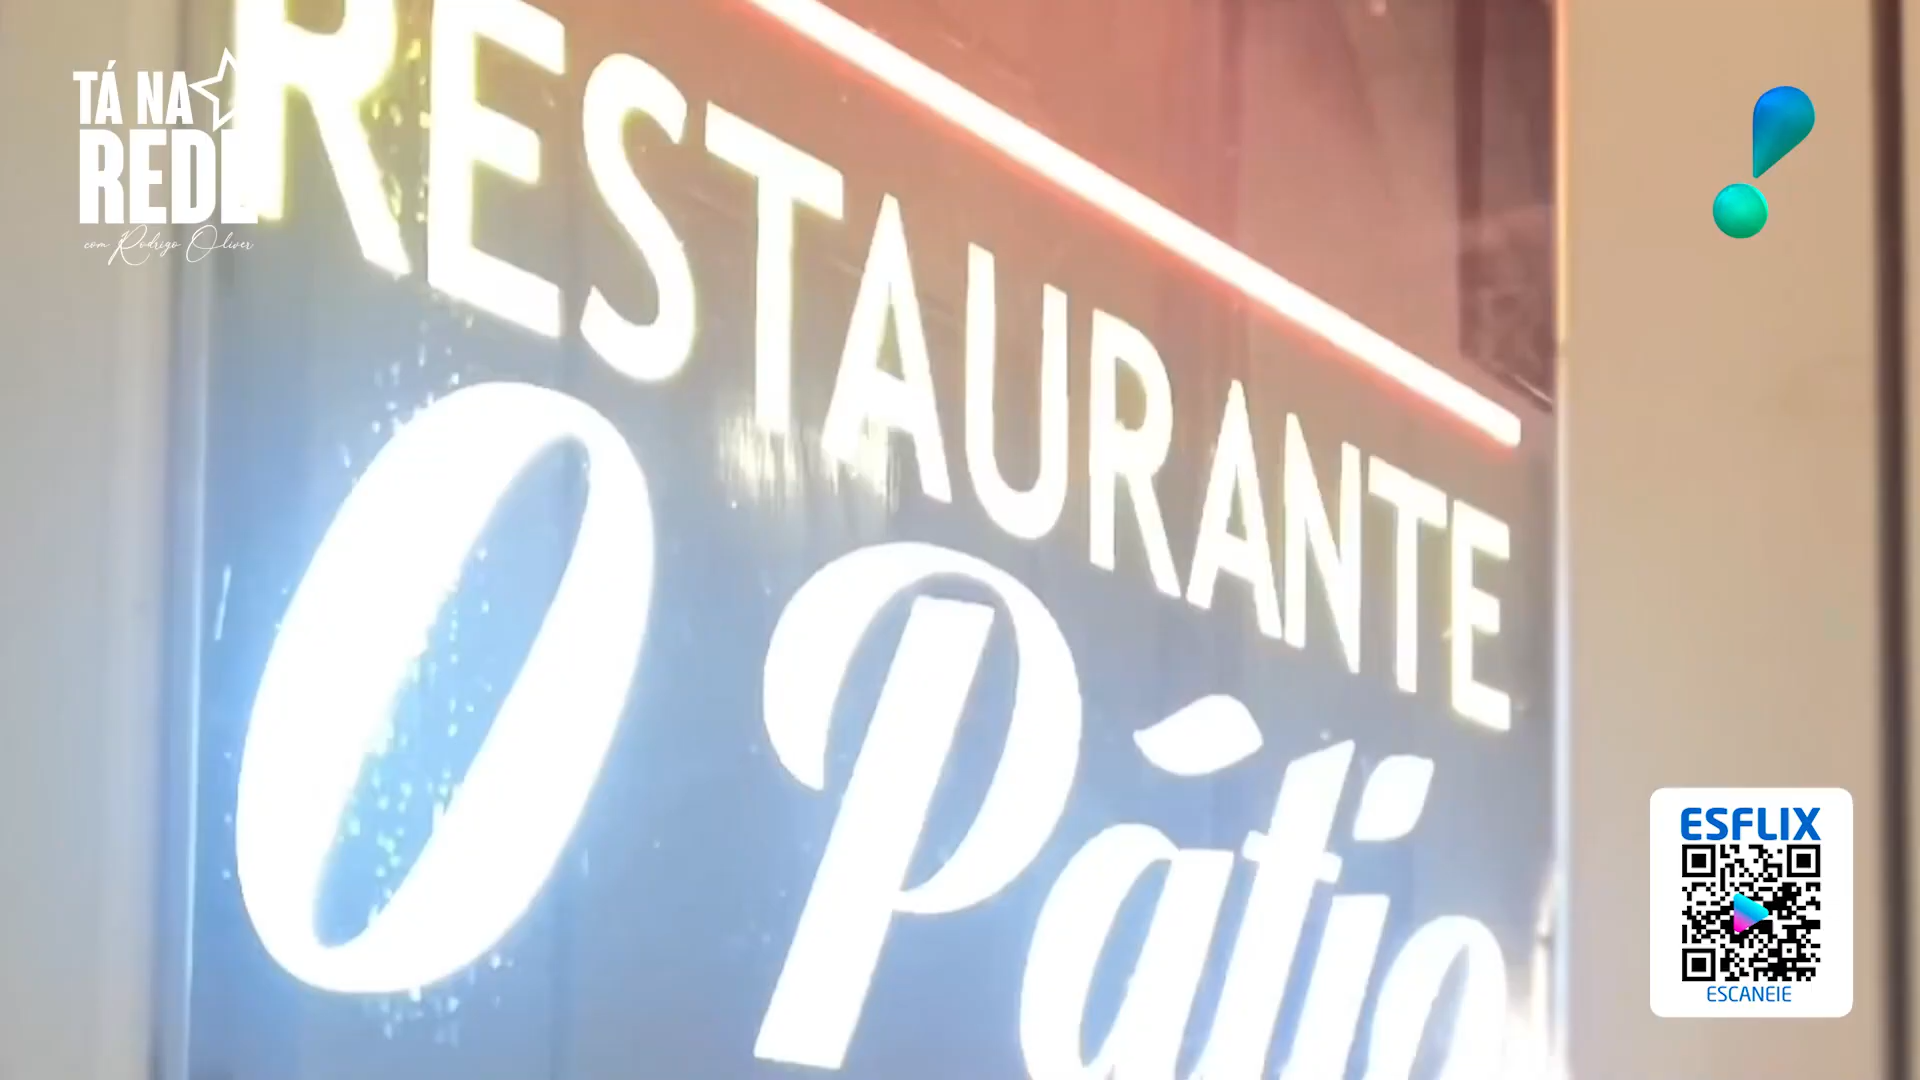 TÁ NA
REDE
com Rodrigo Oliver
RESTAURANTE
O Pátio
ESFLIX
ESCANEIE